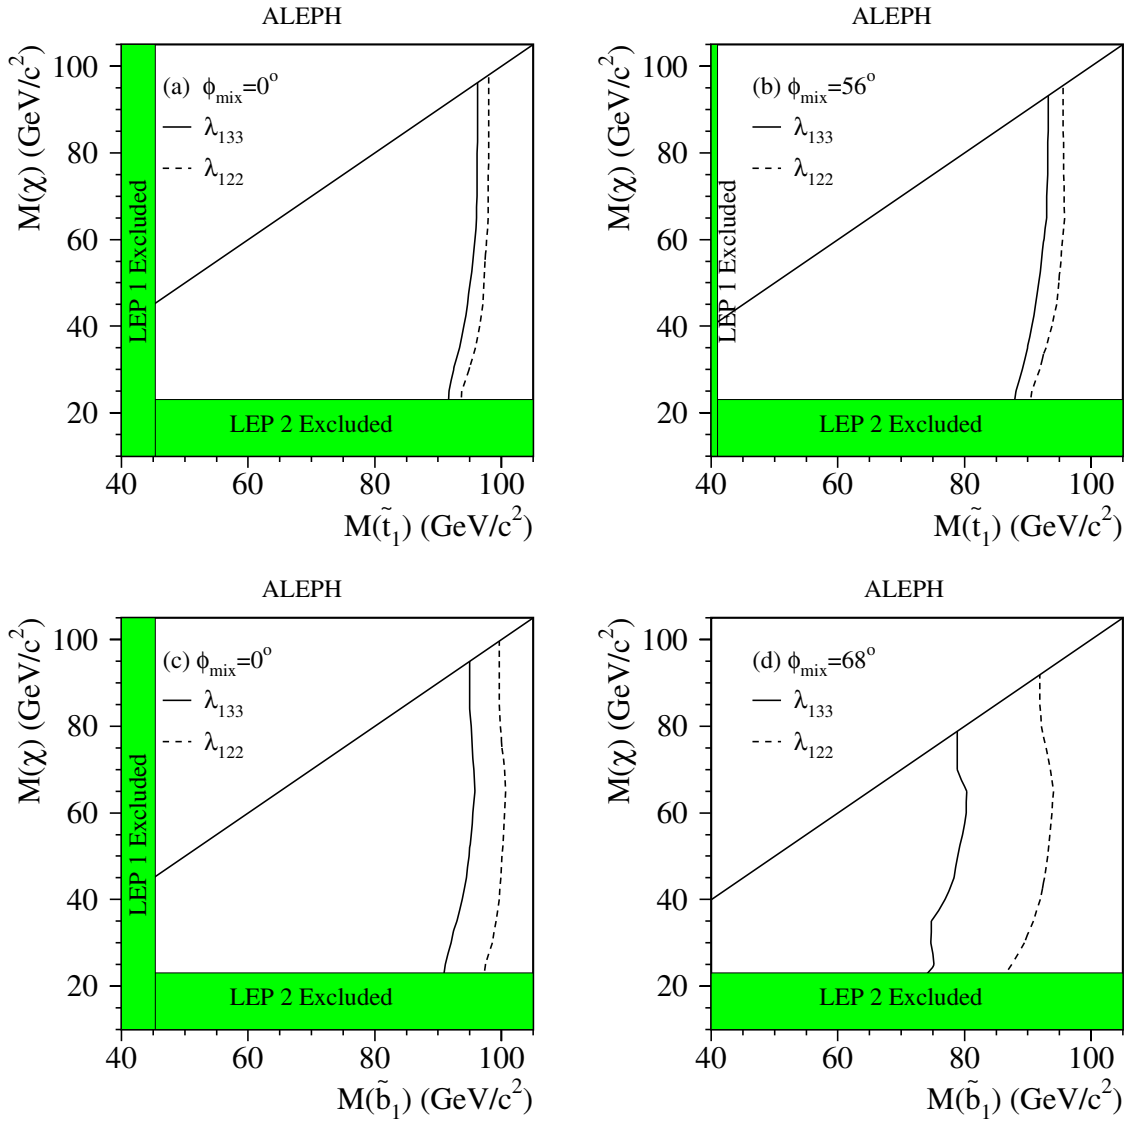 ALEPH
M(χ) (GeV/c²)
100
80
60
40
20
(a) ϕmix=0°
λ133
λ122
LEP 1 Excluded
LEP 2 Excluded
40 60 80 100
M(t̃1) (GeV/c²)
ALEPH
M(χ) (GeV/c²)
100
80
60
40
20
(b) ϕmix=56°
λ133
λ122
LEP 1 Excluded
LEP 2 Excluded
40 60 80 100
M(t̃1) (GeV/c²)
ALEPH
M(χ) (GeV/c²)
100
80
60
40
20
(c) ϕmix=0°
λ133
λ122
LEP 1 Excluded
LEP 2 Excluded
40 60 80 100
M(b̃1) (GeV/c²)
ALEPH
M(χ) (GeV/c²)
100
80
60
40
20
(d) ϕmix=68°
λ133
λ122
LEP 2 Excluded
40 60 80 100
M(b̃1) (GeV/c²)